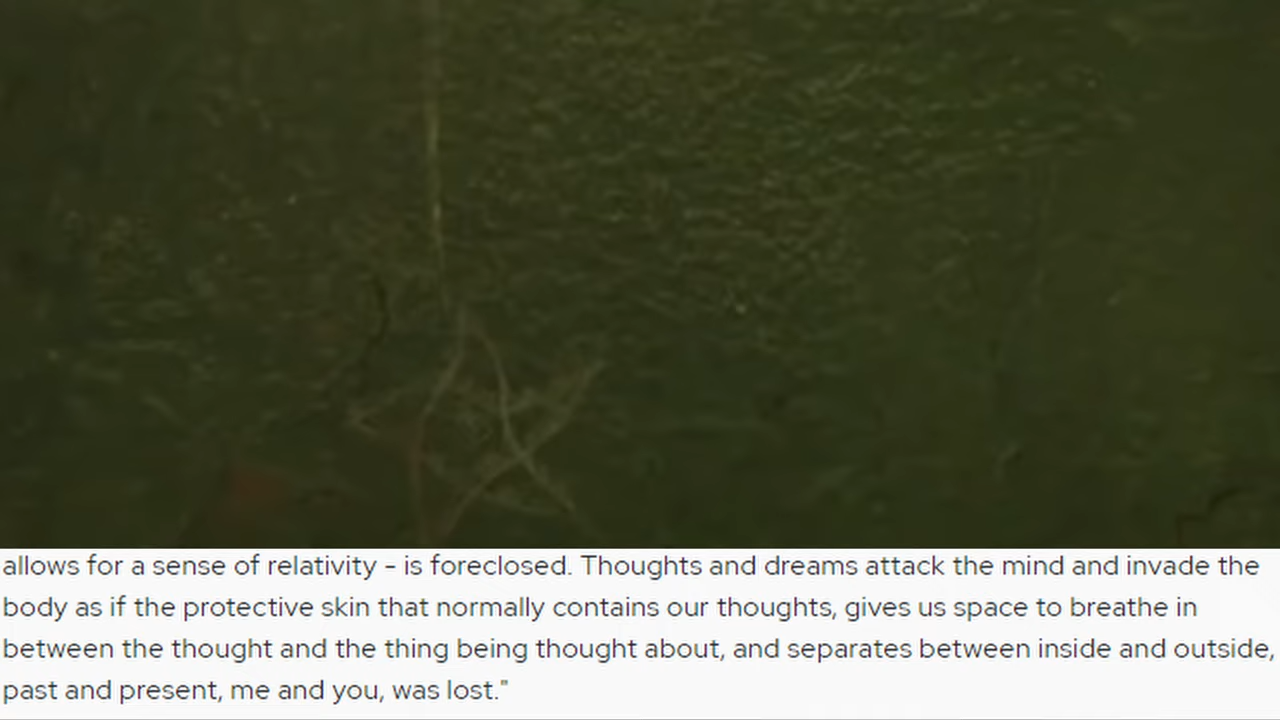 allows for a sense of relativity - is foreclosed. Thoughts and dreams attack the mind and invade the
body as if the protective skin that normally contains our thoughts, gives us space to breathe in
between the thought and the thing being thought about, and separates between inside and outside,
past and present, me and you, was lost."